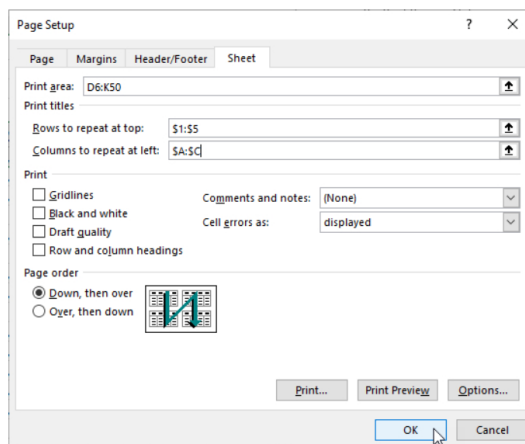 Page Setup ? ×
Page Margins Header/Footer Sheet
Print area: D6:K50
Print titles
Rows to repeat at top: $1:$5
Columns to repeat at left: $A:$C
Print
Gridlines
Black and white
Draft quality
Row and column headings
Comments and notes: (None)
Cell errors as: displayed
Page order
Down, then over
Over, then down
Print... Print Preview Options...
OK Cancel